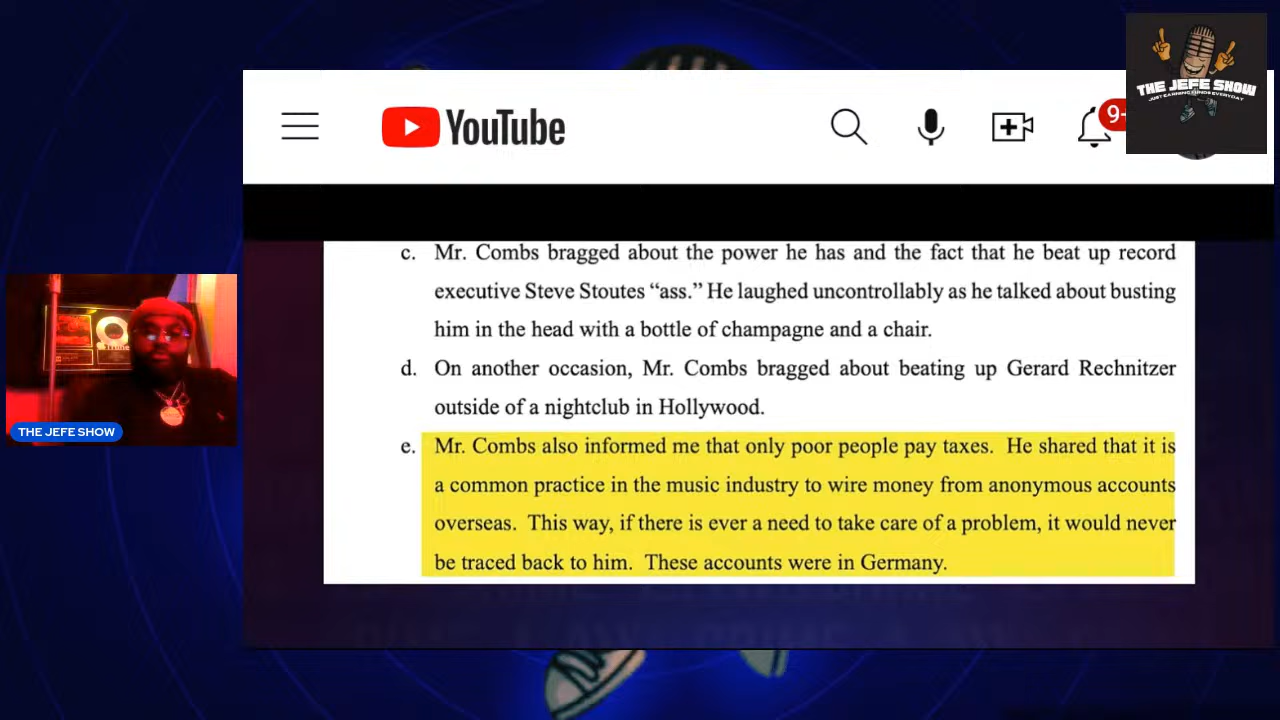 THE JEFE SHOW
JUST EARNING FUNDS EVERYDAY
YouTube
9+
c. Mr. Combs bragged about the power he has and the fact that he beat up record
executive Steve Stoutes “ass.” He laughed uncontrollably as he talked about busting
him in the head with a bottle of champagne and a chair.
d. On another occasion, Mr. Combs bragged about beating up Gerard Rechnitzer
outside of a nightclub in Hollywood.
e. Mr. Combs also informed me that only poor people pay taxes. He shared that it is
a common practice in the music industry to wire money from anonymous accounts
overseas. This way, if there is ever a need to take care of a problem, it would never
be traced back to him. These accounts were in Germany.
THE JEFE SHOW